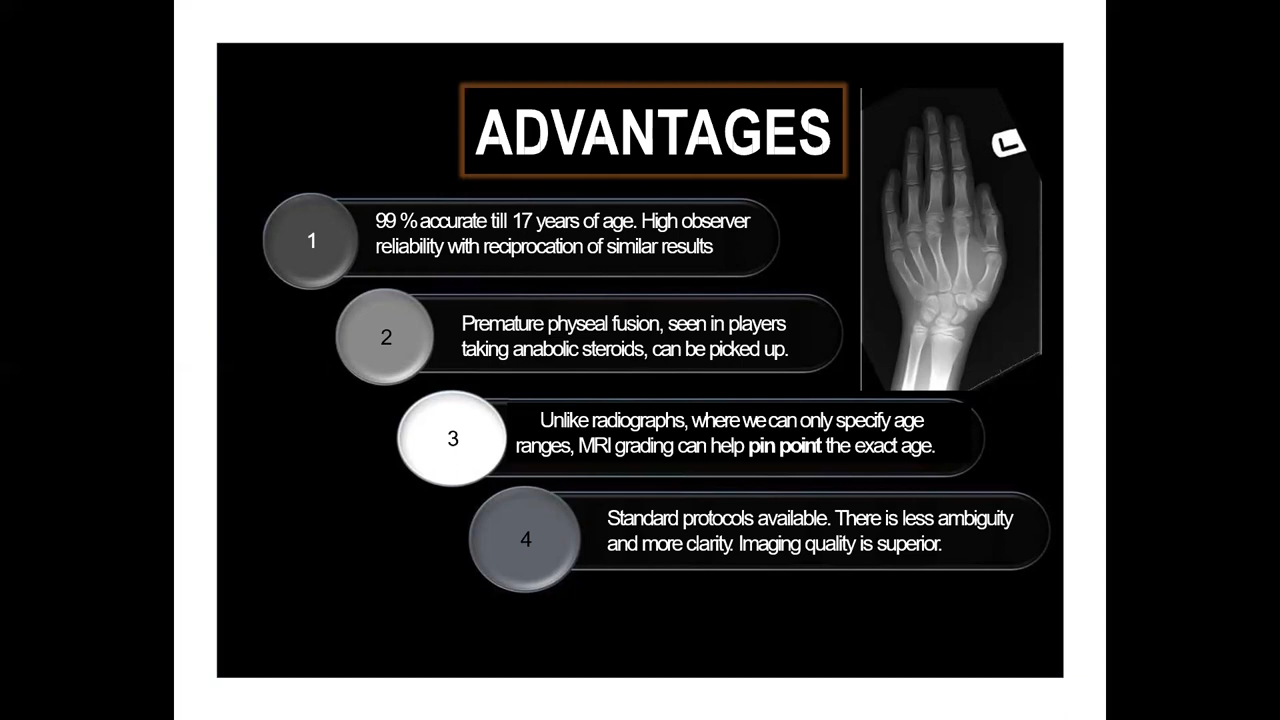 ADVANTAGES
L
1
99 % accurate till 17 years of age. High observer
reliability with reciprocation of similar results
2
Premature physeal fusion, seen in players
taking anabolic steroids, can be picked up.
3
Unlike radiographs, where we can only specify age
ranges, MRI grading can help pin point the exact age.
4
Standard protocols available. There is less ambiguity
and more clarity. Imaging quality is superior.